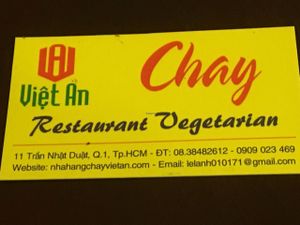 Việt An
Chay
Restaurant Vegetarian
11 Trần Nhật Duật, Q.1, Tp.HCM - ĐT: 08.38482612 - 0909 023 469
Website: nhahangchayvietan.com - Email: lelanh010171@gmail.com